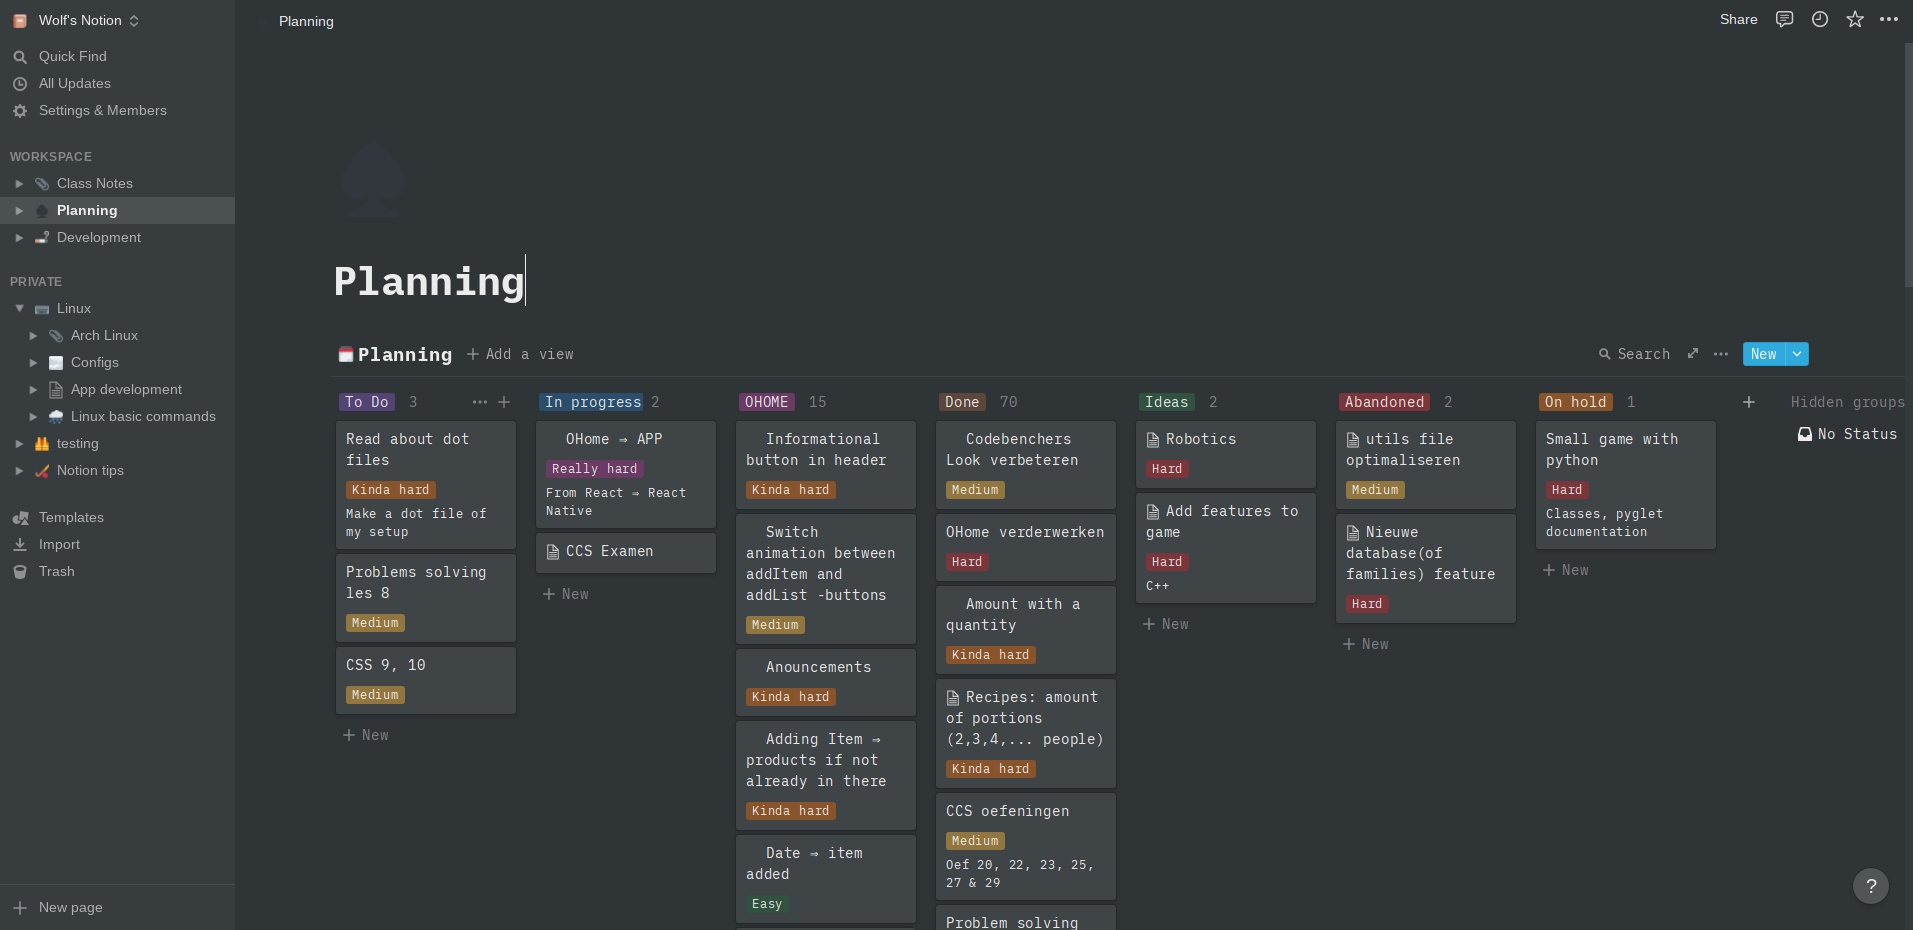 Wolf's Notion
Quick Find
All Updates
Settings & Members
WORKSPACE
Class Notes
Planning
Development
PRIVATE
Linux
Arch Linux
Configs
App development
Linux basic commands
testing
Notion tips
Templates
Import
Trash
New page
Planning
Share
Planning
Planning
Add a view
Search
New
To Do 3
Read about dot
files
Kinda hard
Make a dot file of
my setup
Problems solving
les 8
Medium
CSS 9, 10
Medium
New
In progress 2
OHome ⇒ APP
Really hard
From React ⇒ React
Native
CCS Examen
New
OHOME 15
Informational
button in header
Kinda hard
Switch
animation between
addItem and
addList -buttons
Medium
Anouncements
Kinda hard
Adding Item ⇒
products if not
already in there
Kinda hard
Date ⇒ item
added
Easy
Done 70
Codebenchers
Look verbeteren
Medium
OHome verderwerken
Hard
Amount with a
quantity
Kinda hard
Recipes: amount
of portions
(2,3,4,... people)
Kinda hard
CCS oefeningen
Medium
Oef 20, 22, 23, 25,
27 & 29
Problem solving
Ideas 2
Robotics
Hard
Add features to
game
Hard
C++
New
Abandoned 2
utils file
optimaliseren
Medium
Nieuwe
database(of
families) feature
Hard
New
On hold 1
Small game with
python
Hard
Classes, pyglet
documentation
New
Hidden groups
No Status
?